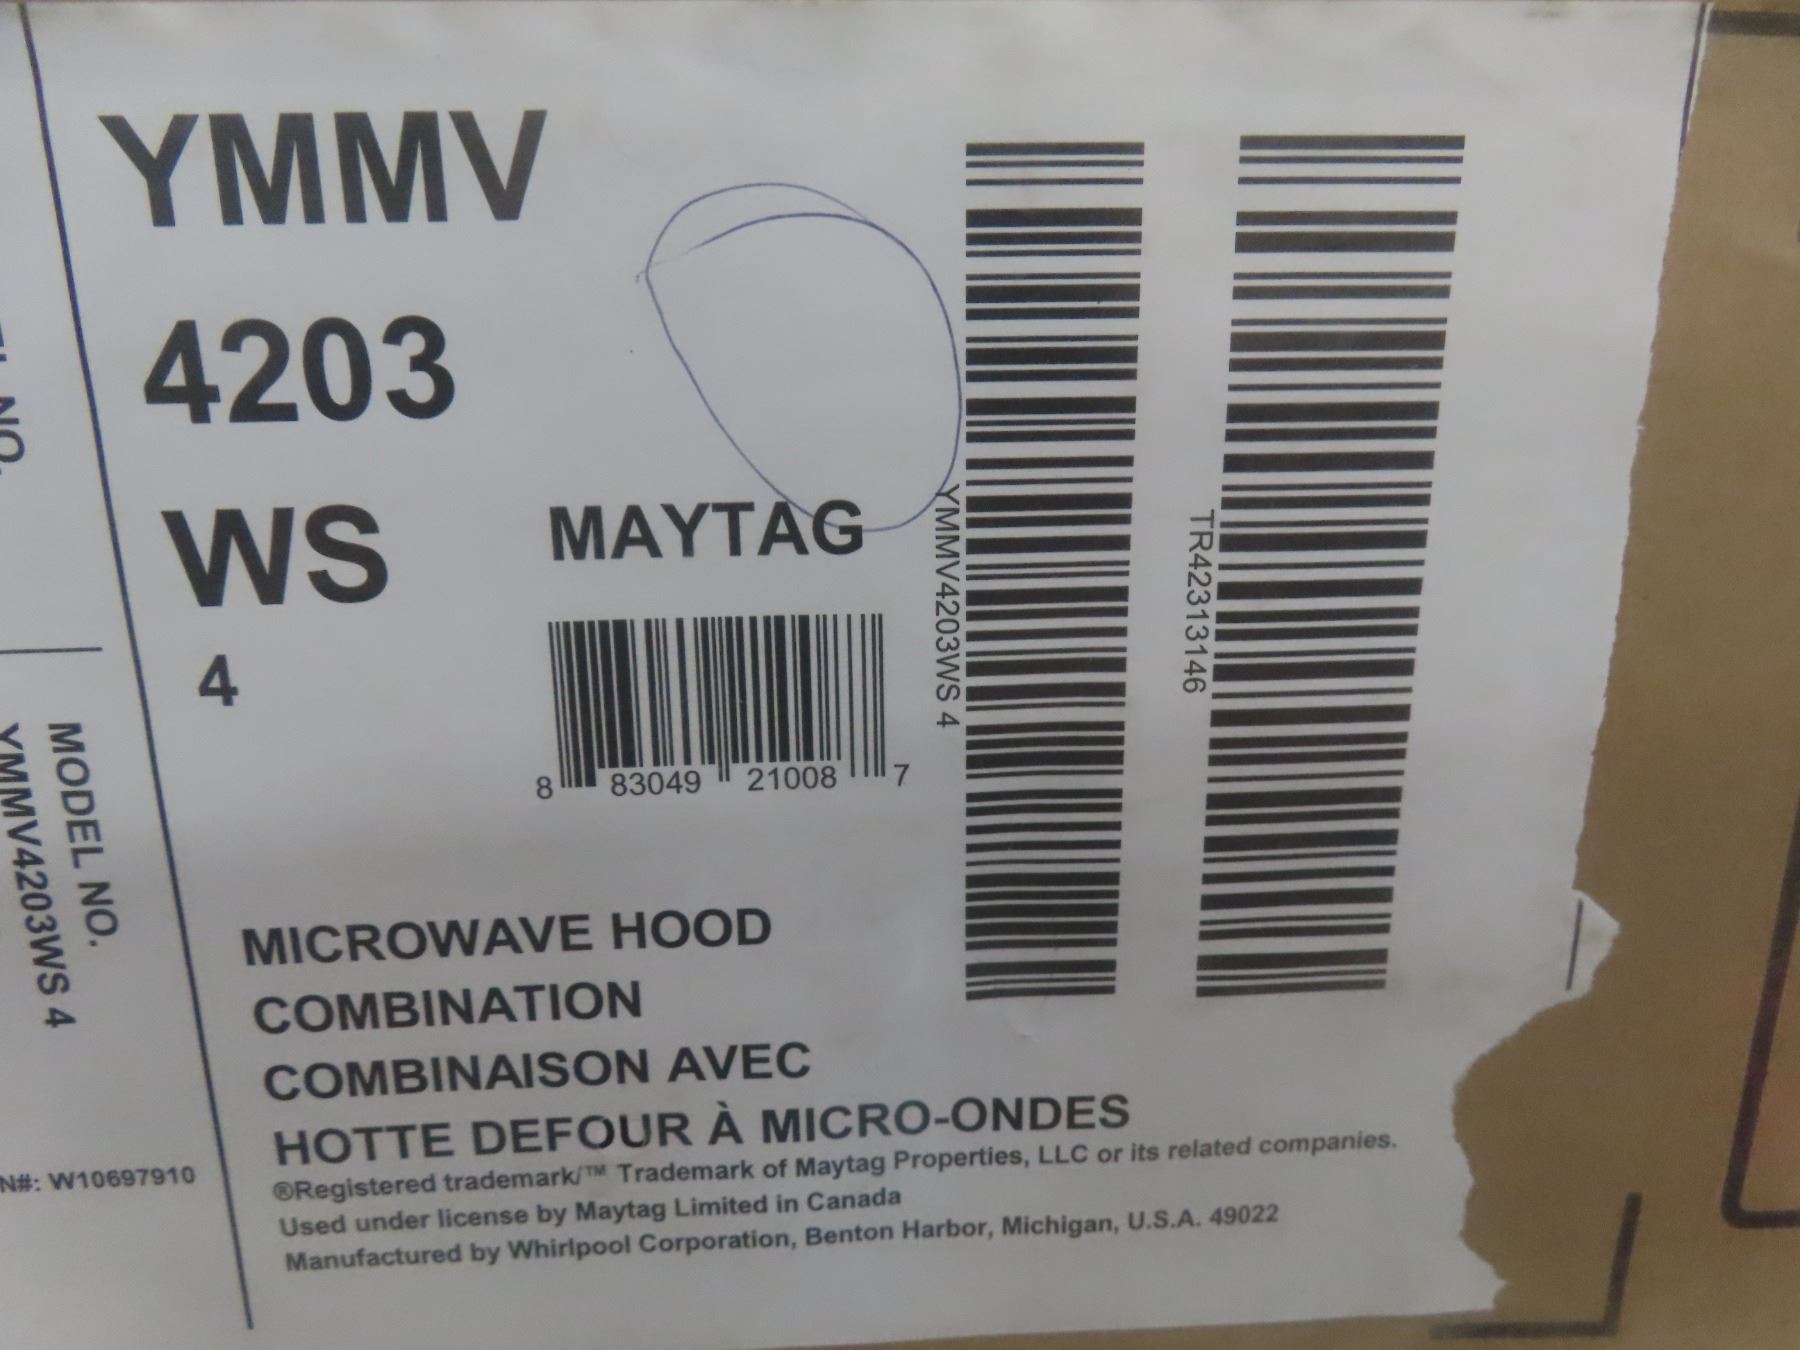 YMMV
4203
WS
4
MAYTAG
8 83049 21008 7
YMMV4203WS 4
TR42313146
MICROWAVE HOOD
COMBINATION
COMBINAISON AVEC
HOTTE DEFOUR À MICRO-ONDES
®Registered trademark/™ Trademark of Maytag Properties, LLC or its related companies.
Used under license by Maytag Limited in Canada
Manufactured by Whirlpool Corporation, Benton Harbor, Michigan, U.S.A. 49022
NO.
MODEL NO.
YMMV4203WS 4
N#: W10697910